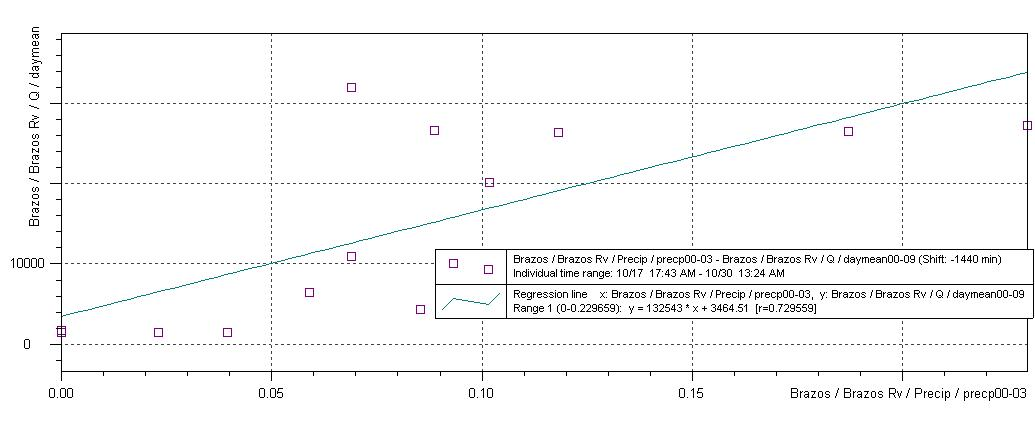 Brazos / Brazos Rv / Q / daymean
10000
0
Brazos / Brazos Rv / Precip / precp00-03 - Brazos / Brazos Rv / Q / daymean00-09 (Shift: -1440 min)
Individual time range: 10/17 17:43 AM - 10/30 13:24 AM
Regression line x: Brazos / Brazos Rv / Precip / precp00-03, y: Brazos / Brazos Rv / Q / daymean00-09
Range 1 (0-0.229659): y = 132543 * x + 3464.51 [r=0.729559]
0.00 0.05 0.10 0.15 Brazos / Brazos Rv / Precip / precp00-03